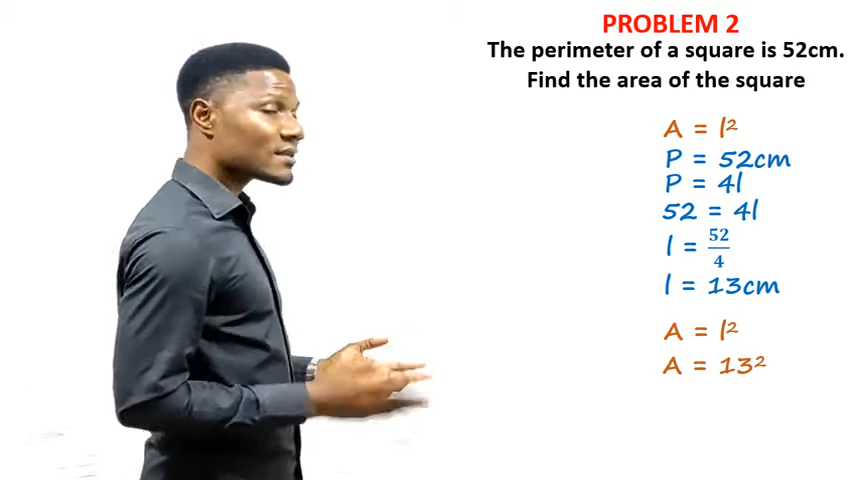 PROBLEM 2
The perimeter of a square is 52cm.
Find the area of the square
A = l²
P = 52cm
P = 4l
52 = 4l
l = 52/4
l = 13cm
A = l²
A = 13²